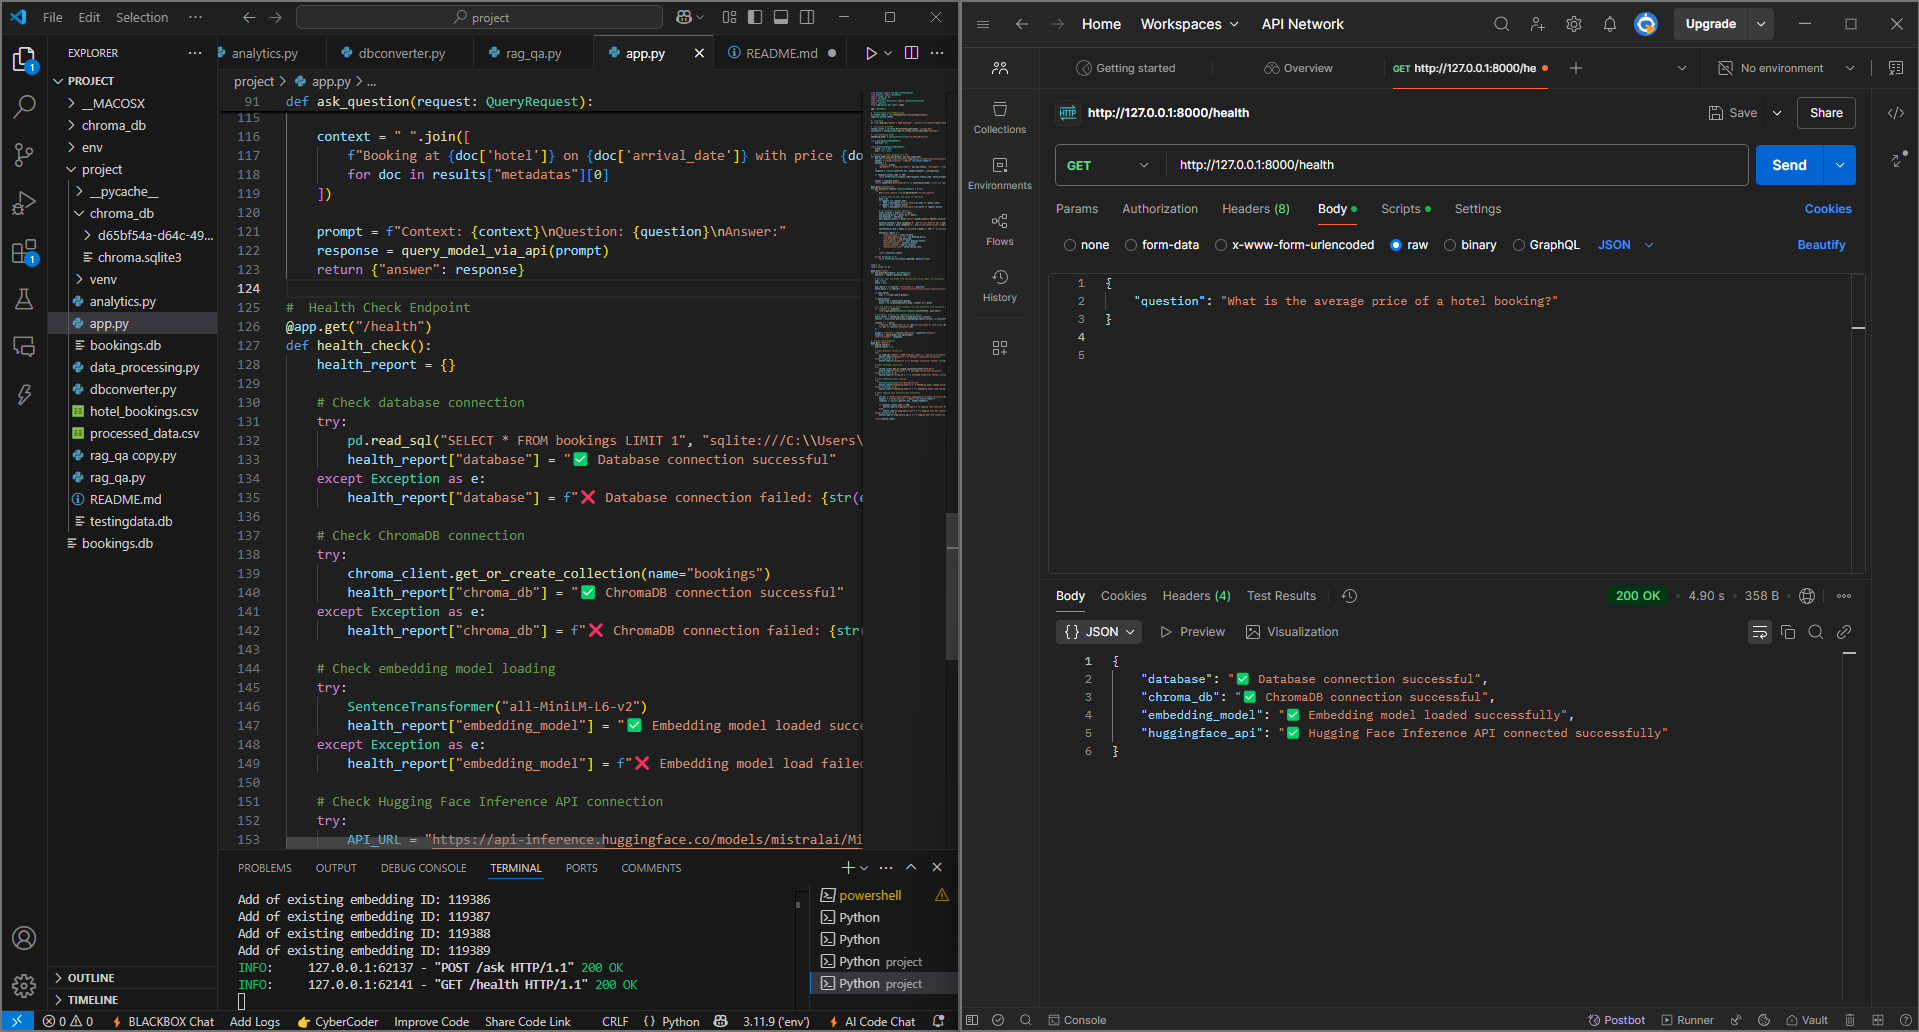 File Edit Selection ··· project
EXPLORER ···
PROJECT
__MACOSX
chroma_db
env
project
__pycache__
chroma_db
d65bf54a-d64c-49...
chroma.sqlite3
venv
analytics.py
app.py
bookings.db
data_processing.py
dbconverter.py
hotel_bookings.csv
processed_data.csv
rag_qa copy.py
rag_qa.py
README.md
testingdata.db
bookings.db
OUTLINE
TIMELINE
analytics.py dbconverter.py rag_qa.py app.py README.md
project > app.py > ...
91 def ask_question(request: QueryRequest):
115
116 context = " ".join([
117 f"Booking at {doc['hotel']} on {doc['arrival_date']} with price {do
118 for doc in results["metadatas"][0]
119 ])
120
121 prompt = f"Context: {context}\nQuestion: {question}\nAnswer:"
122 response = query_model_via_api(prompt)
123 return {"answer": response}
124
125 # Health Check Endpoint
126 @app.get("/health")
127 def health_check():
128 health_report = {}
129
130 # Check database connection
131 try:
132 pd.read_sql("SELECT * FROM bookings LIMIT 1", "sqlite:///C:\\Users\
133 health_report["database"] = "✅ Database connection successful"
134 except Exception as e:
135 health_report["database"] = f"❌ Database connection failed: {str(e
136
137 # Check ChromaDB connection
138 try:
139 chroma_client.get_or_create_collection(name="bookings")
140 health_report["chroma_db"] = "✅ ChromaDB connection successful"
141 except Exception as e:
142 health_report["chroma_db"] = f"❌ ChromaDB connection failed: {str(
143
144 # Check embedding model loading
145 try:
146 SentenceTransformer("all-MiniLM-L6-v2")
147 health_report["embedding_model"] = "✅ Embedding model loaded succe
148 except Exception as e:
149 health_report["embedding_model"] = f"❌ Embedding model load failed
150
151 # Check Hugging Face Inference API connection
152 try:
153 API_URL = "https://api-inference.huggingface.co/models/mistralai/Mi
PROBLEMS OUTPUT DEBUG CONSOLE TERMINAL PORTS COMMENTS
Add of existing embedding ID: 119386
Add of existing embedding ID: 119387
Add of existing embedding ID: 119388
Add of existing embedding ID: 119389
INFO: 127.0.0.1:62137 - "POST /ask HTTP/1.1" 200 OK
INFO: 127.0.0.1:62141 - "GET /health HTTP/1.1" 200 OK
powershell
Python
Python
Python project
Python project
0 0 BLACKBOX Chat Add Logs CyberCoder Improve Code Share Code Link CRLF {} Python 3.11.9 ('env') AI Code Chat
Home Workspaces API Network Upgrade
Getting started Overview GET http://127.0.0.1:8000/he No environment
Collections
Environments
Flows
History
HTTP http://127.0.0.1:8000/health Save Share
GET http://127.0.0.1:8000/health Send
Params Authorization Headers (8) Body Scripts Settings Cookies
none form-data x-www-form-urlencoded raw binary GraphQL JSON Beautify
1 {
2 "question": "What is the average price of a hotel booking?"
3 }
4
5
Body Cookies Headers (4) Test Results 200 OK 4.90 s 358 B
{} JSON Preview Visualization
1 {
2 "database": "✅ Database connection successful",
3 "chroma_db": "✅ ChromaDB connection successful",
4 "embedding_model": "✅ Embedding model loaded successfully",
5 "huggingface_api": "✅ Hugging Face Inference API connected successfully"
6 }
Console Postbot Runner Vault